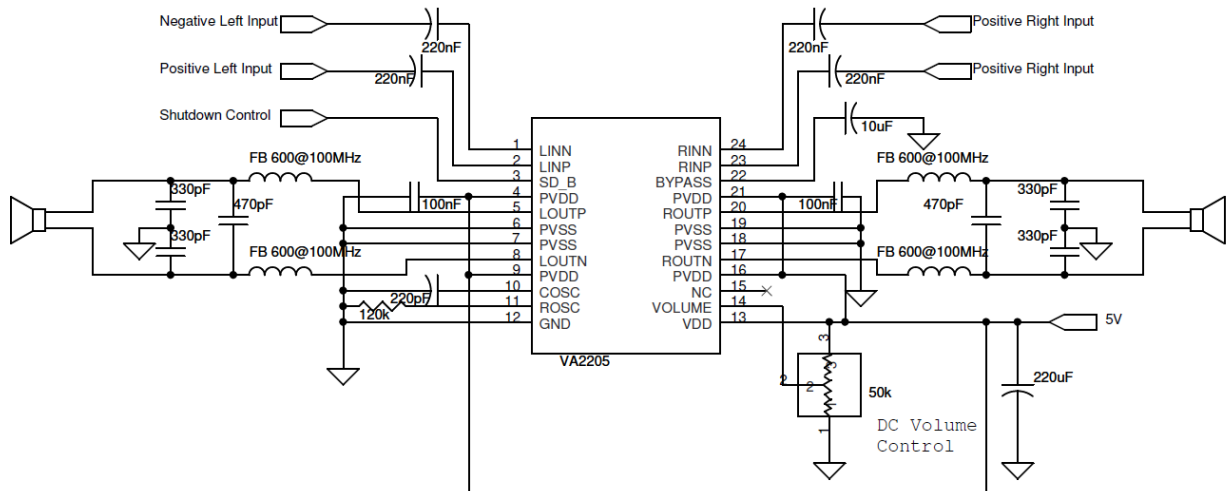 Negative Left Input
220nF
220nF
Positive Right Input
Positive Left Input
220nF
220nF
Positive Right Input
Shutdown Control
10uF
1 LINN RINN 24
2 LINP RINP 23
3 SD_B BYPASS 22
4 PVDD PVDD 21
5 LOUTP ROUTP 20
6 PVSS PVSS 19
7 PVSS PVSS 18
8 LOUTN ROUTN 17
9 PVDD PVDD 16
10 COSC NC 15
11 ROSC VOLUME 14
12 GND VDD 13
VA2205
FB 600@100MHz
330pF
470pF
330pF
FB 600@100MHz
100nF
220pF
120k
FB 600@100MHz
100nF
470pF
330pF
330pF
FB 600@100MHz
5V
3
3
2
2
1
1
50k
220uF
DC Volume
Control